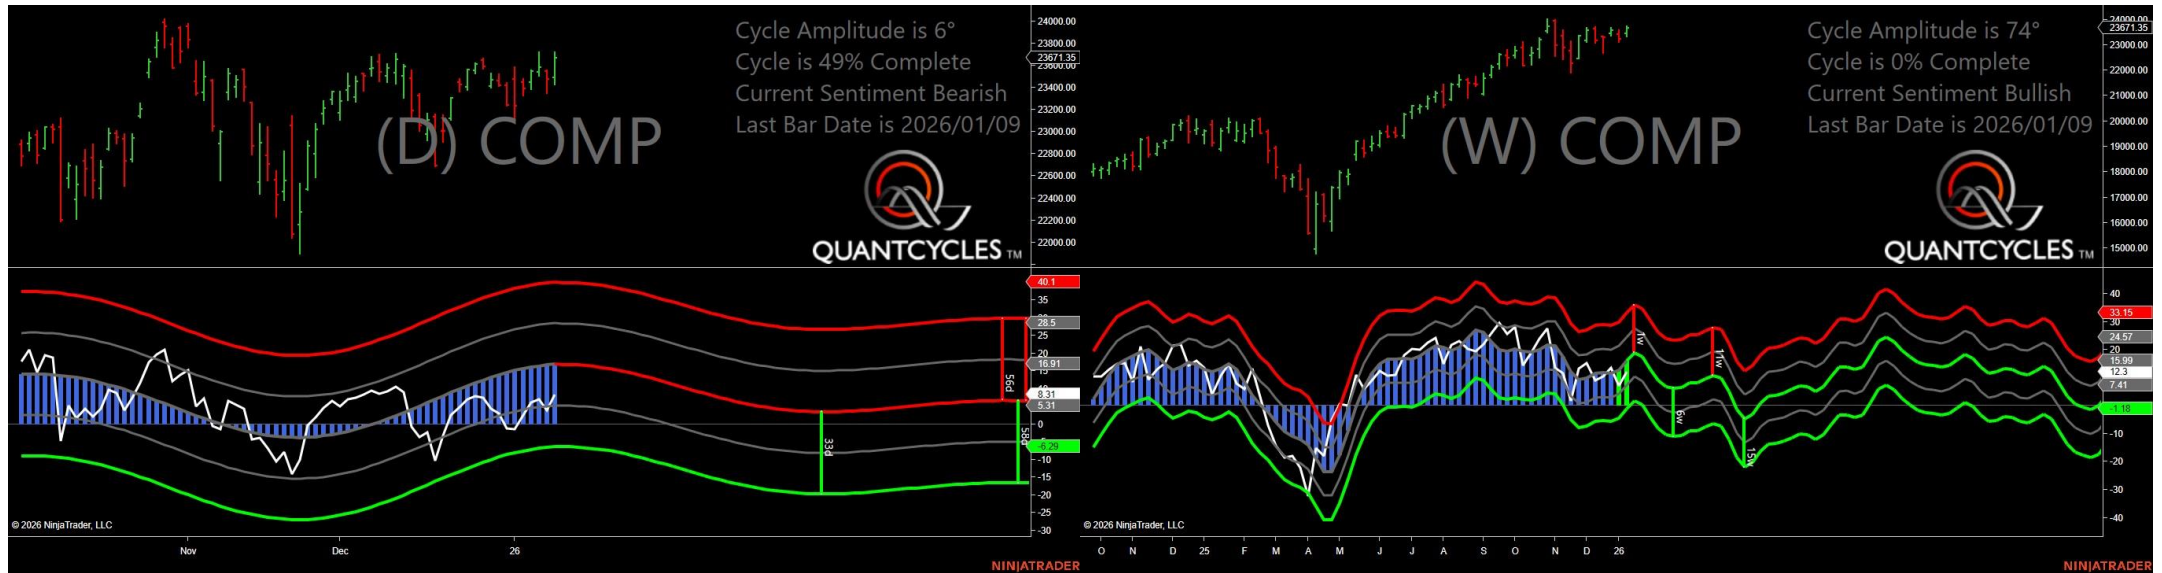 Cycle Amplitude is 6°
Cycle is 49% Complete
Current Sentiment Bearish
Last Bar Date is 2026/01/09
(D) COMP
QUANTCYCLES TM
24000.00
23800.00
23671.35
23600.00
23400.00
23200.00
23000.00
22800.00
22600.00
22400.00
22200.00
22000.00
40.1
35
28.5
25
20
16.91
8.31
5.31
0
-6.29
-10
-15
-20
-25
-30
33d
56d
58d
© 2026 NinjaTrader, LLC
Nov
Dec
26
NINJATRADER
Cycle Amplitude is 74°
Cycle is 0% Complete
Current Sentiment Bullish
Last Bar Date is 2026/01/09
(W) COMP
QUANTCYCLES TM
24000.00
23671.35
23000.00
22000.00
21000.00
20000.00
19000.00
18000.00
17000.00
16000.00
15000.00
40
33.15
30
24.57
20
15.99
12.3
7.41
-1.18
-10
-20
-30
-40
1w
6w
11w
15w
© 2026 NinjaTrader, LLC
O
N
D
25
F
M
A
M
J
J
A
S
O
N
D
26
NINJATRADER